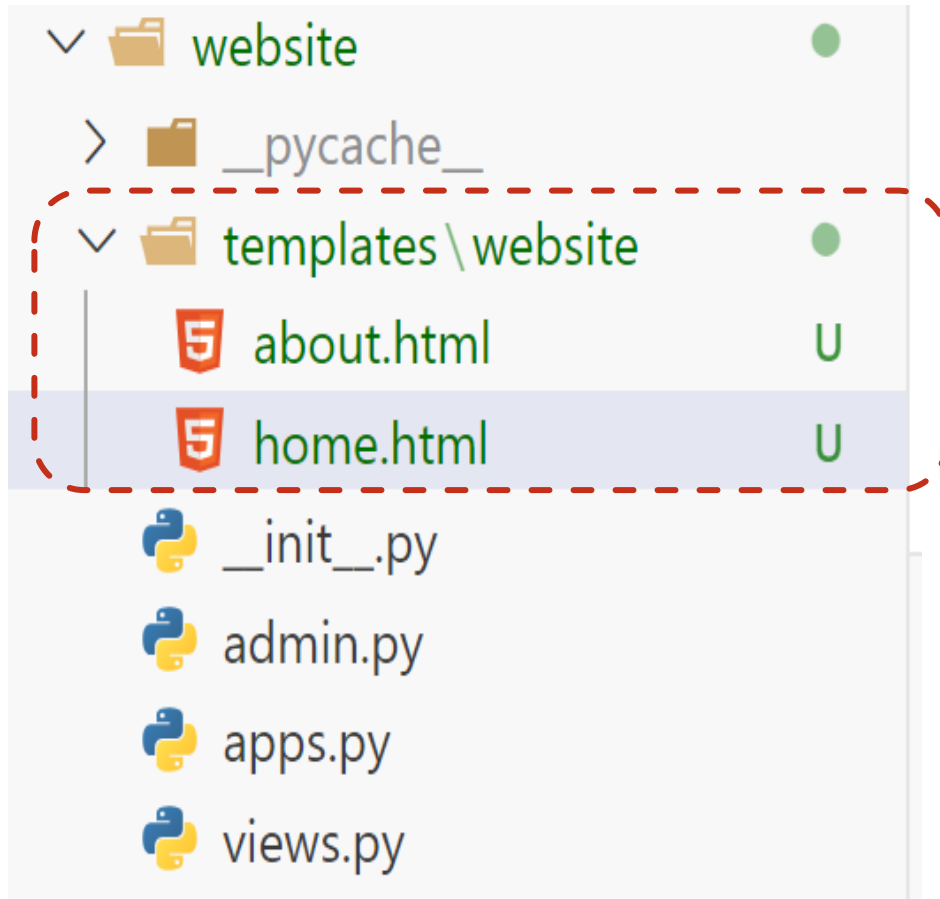 website
__pycache__
templates\website
about.html U
home.html U
__init__.py
admin.py
apps.py
views.py